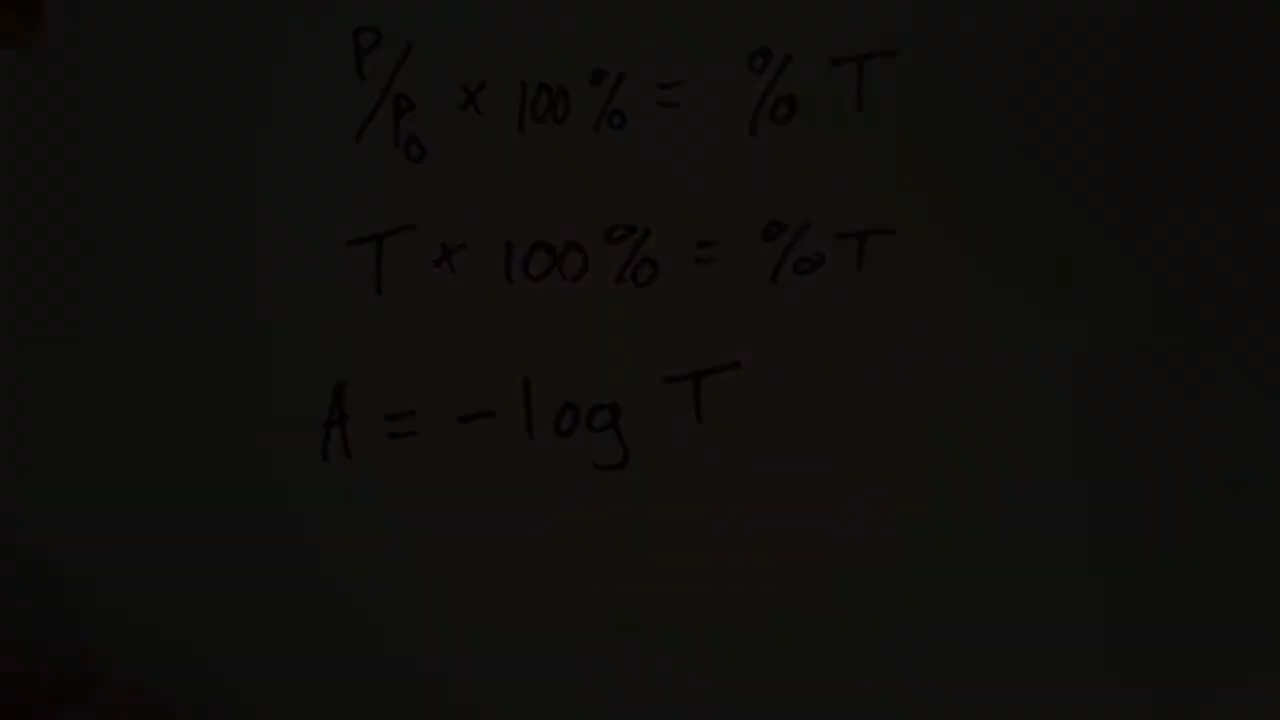 P/P₀ × 100% = % T
T × 100% = % T
A = - log T